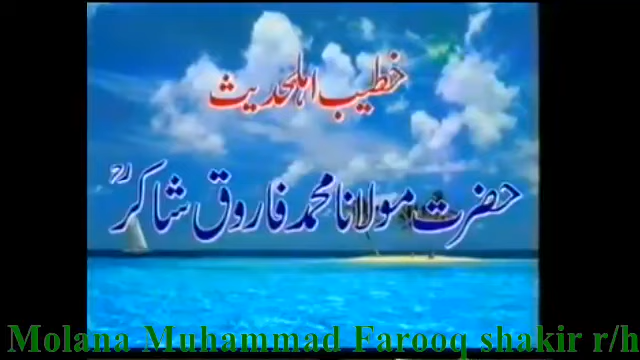 خطیب اہلحدیث
حضرت مولانا محمد فاروق شاکرؒ
Molana Muhammad Farooq shakir r/h